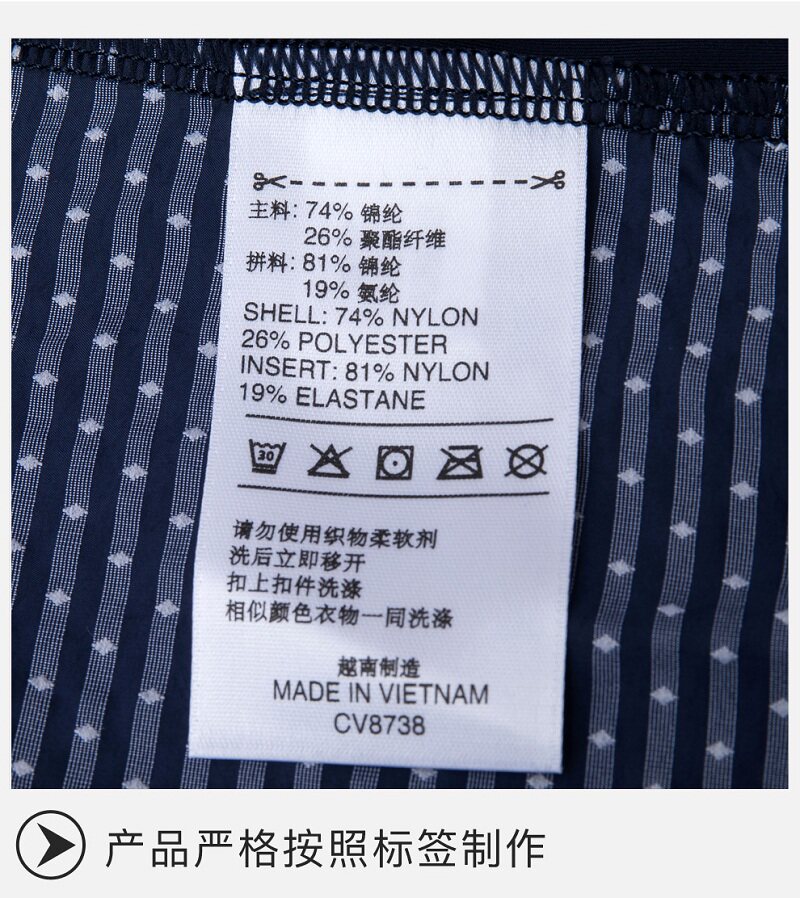 主料: 74% 锦纶
26% 聚酯纤维
拼料: 81% 锦纶
19% 氨纶
SHELL: 74% NYLON
26% POLYESTER
INSERT: 81% NYLON
19% ELASTANE
30
请勿使用织物柔软剂
洗后立即移开
扣上扣件洗涤
相似颜色衣物一同洗涤
越南制造
MADE IN VIETNAM
CV8738
产品严格按照标签制作